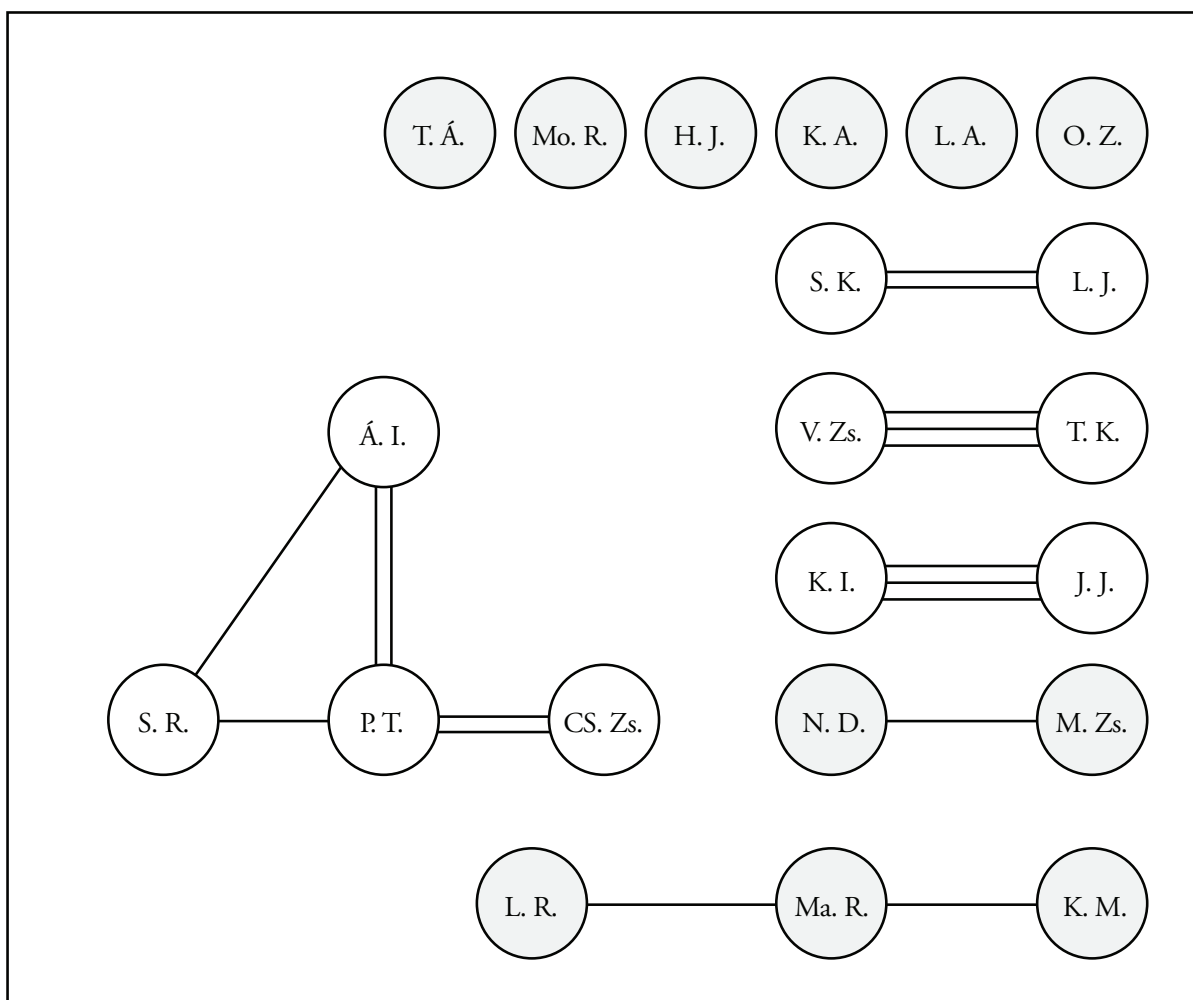 T. Á. Mo. R. H. J. K. A. L. A. O. Z.
S. K. L. J.
Á. I. V. Zs. T. K.
K. I. J. J.
S. R. P. T. CS. Zs. N. D. M. Zs.
L. R. Ma. R. K. M.